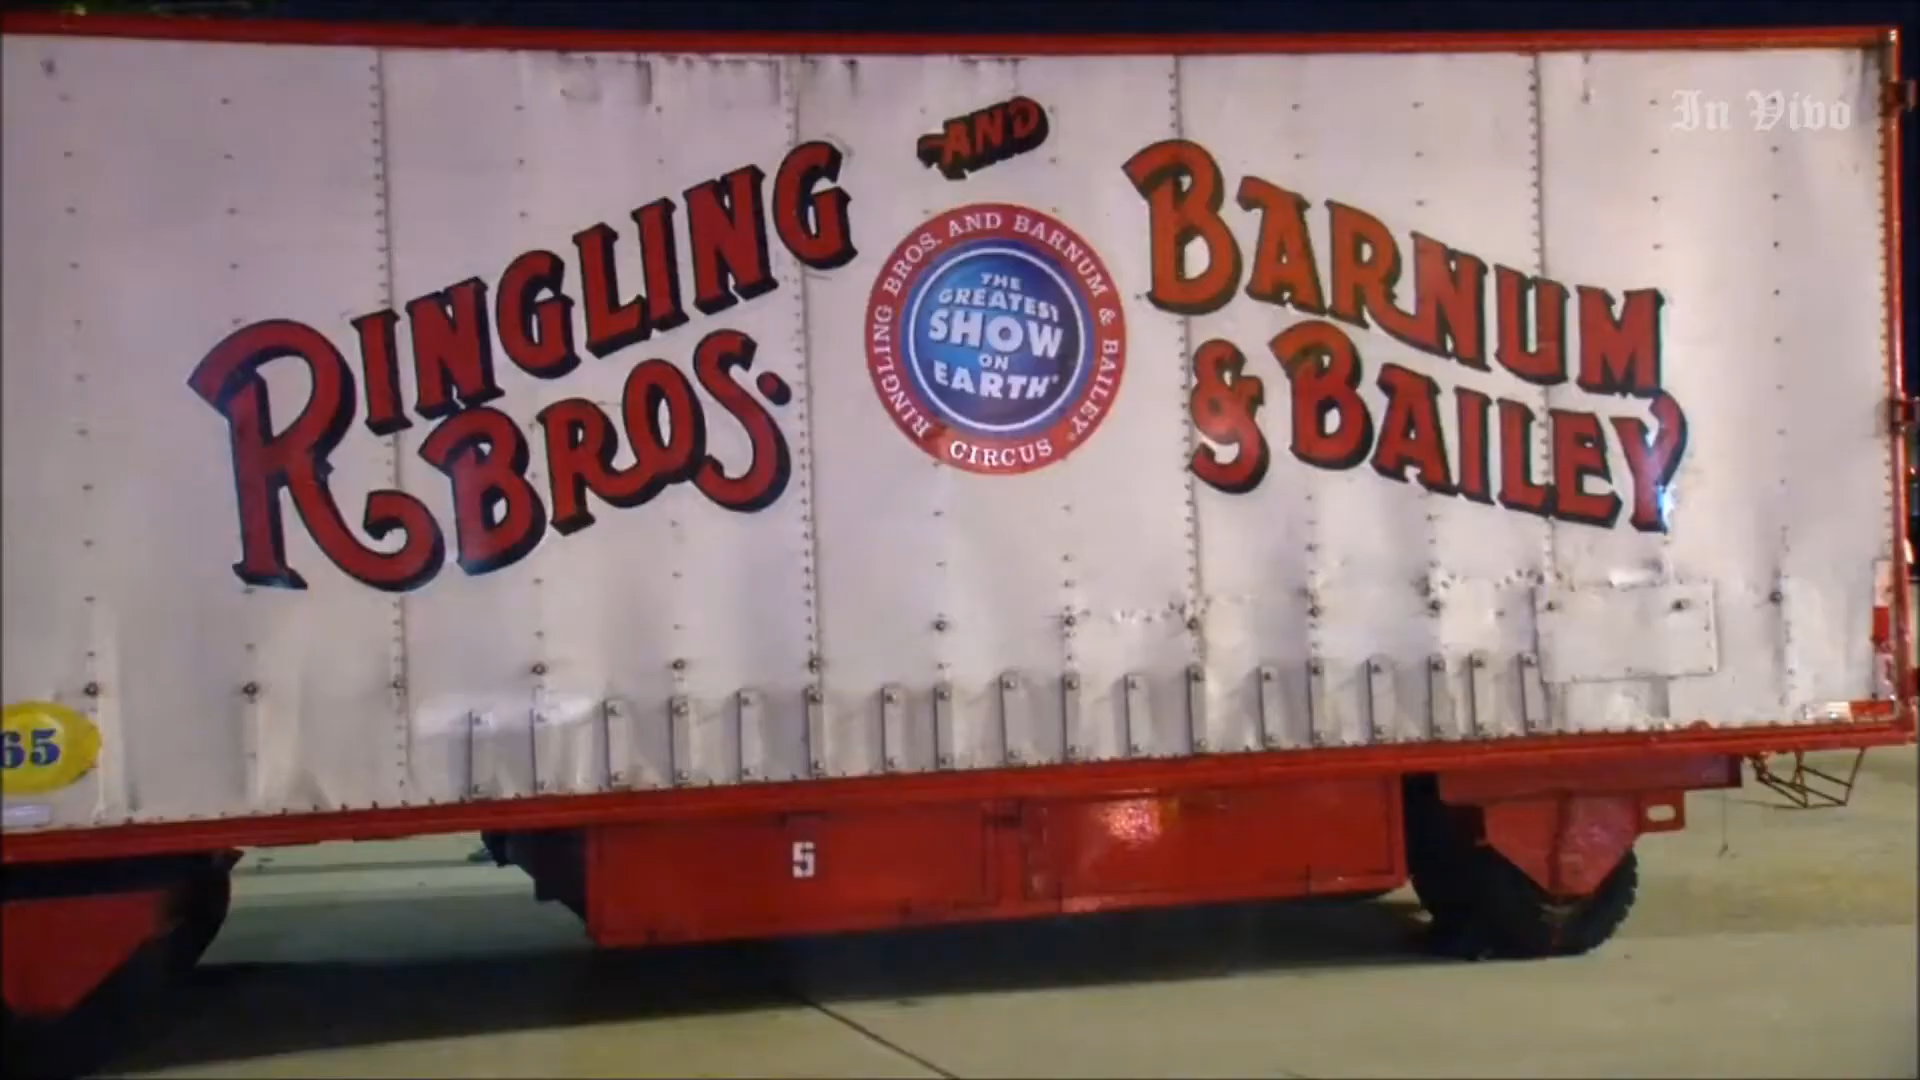 In Vivo
RINGLING
BROS.
AND
BARNUM
& BAILEY
RINGLING BROS. AND BARNUM & BAILEY®
CIRCUS
THE
GREATEST
SHOW
ON
EARTH®
65
5